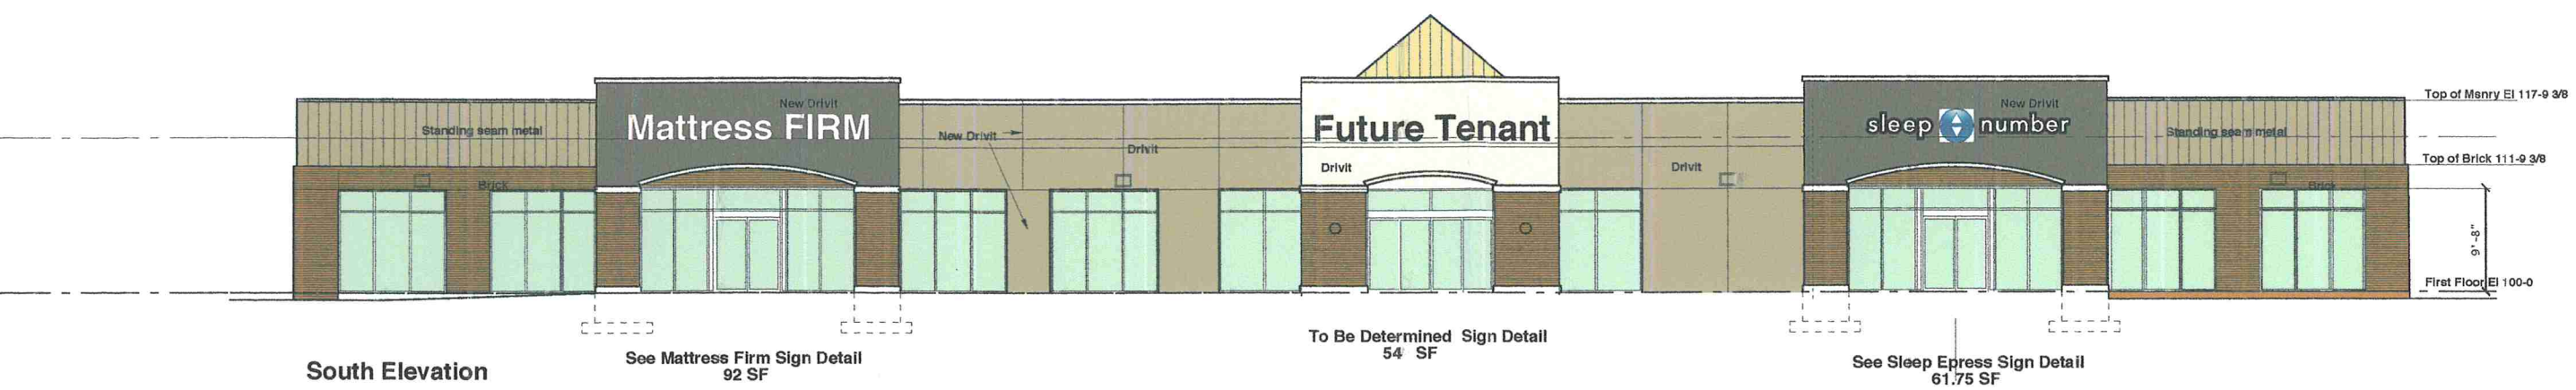 Top of Msnry El 117-9 3/8
New Drivit
New Drivit
Mattress FIRM
Future Tenant
sleep number
Standing seam metal
New Drivit
Drivit
Standing seam metal
Drivit
Drivit
Top of Brick 111-9 3/8
Brick
Brick
9'-8"
First Floor El 100-0
To Be Determined Sign Detail
54 SF
See Mattress Firm Sign Detail
92 SF
See Sleep Epress Sign Detail
61.75 SF
South Elevation